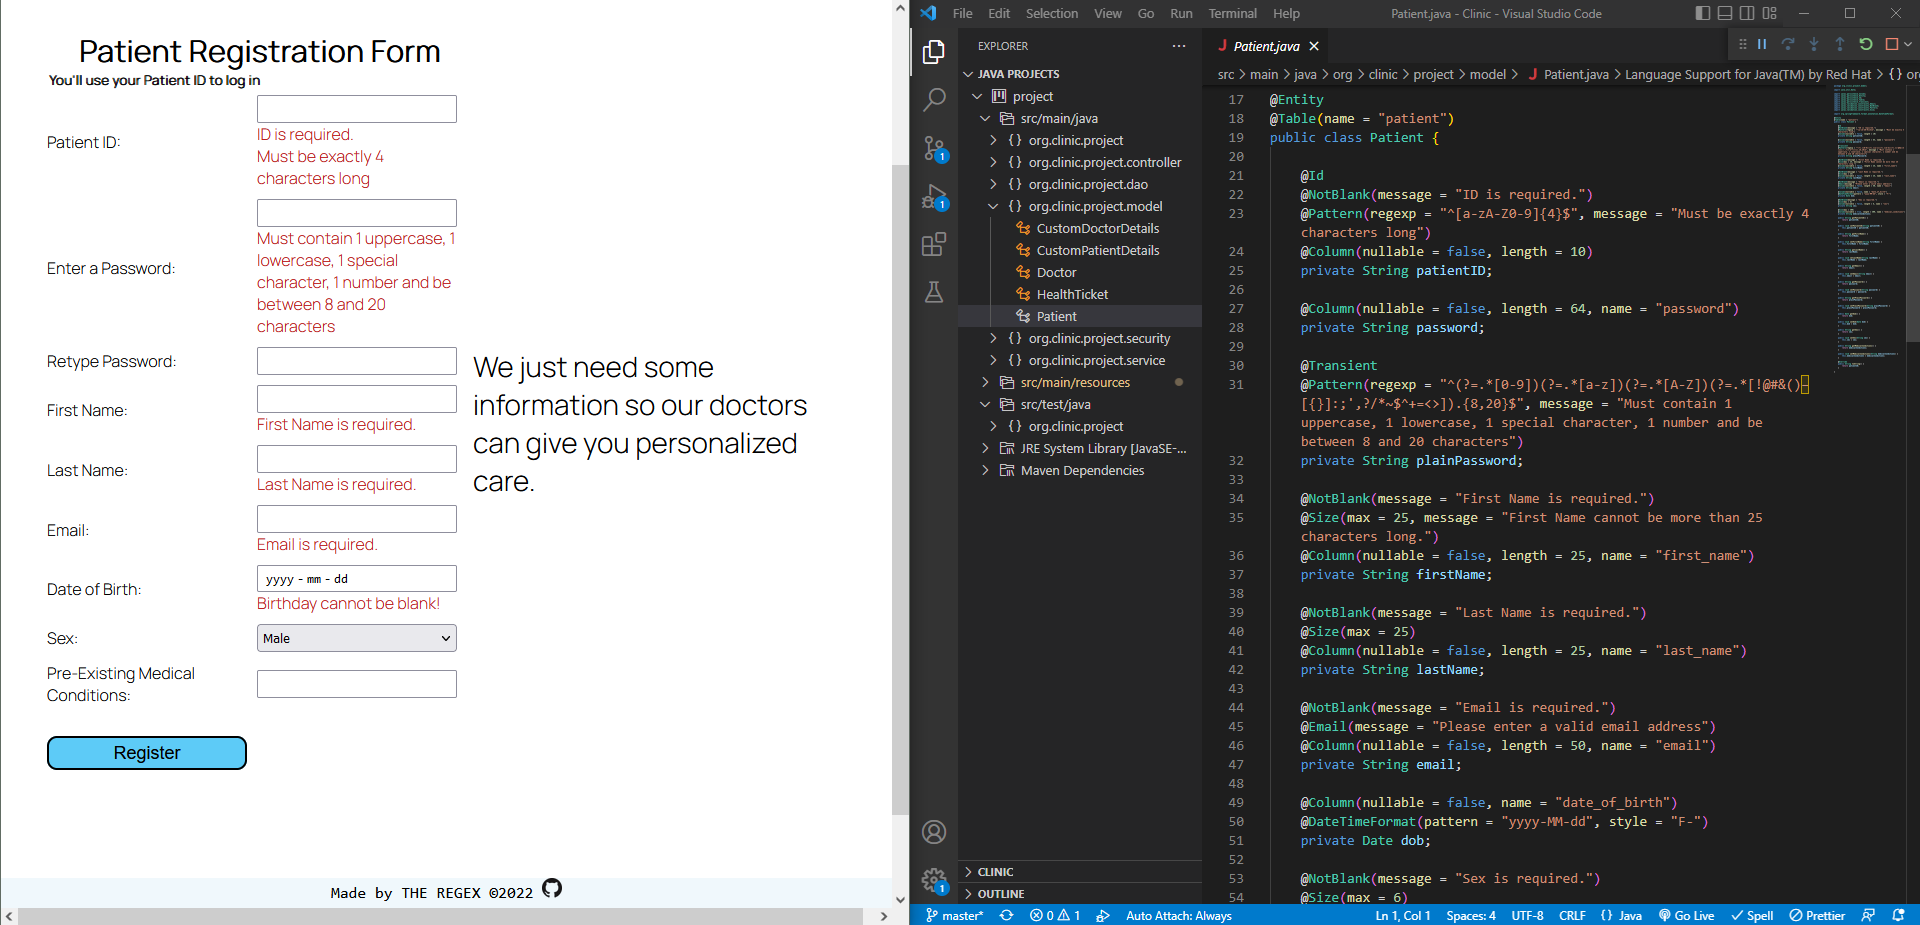 Patient Registration Form
You'll use your Patient ID to log in
Patient ID:
ID is required.
Must be exactly 4
characters long
Enter a Password:
Must contain 1 uppercase, 1
lowercase, 1 special
character, 1 number and be
between 8 and 20
characters
Retype Password:
First Name:
First Name is required.
Last Name:
Last Name is required.
Email:
Email is required.
Date of Birth:
yyyy - mm - dd
Birthday cannot be blank!
Sex:
Male
Pre-Existing Medical
Conditions:
Register
We just need some
information so our doctors
can give you personalized
care.
Made by THE REGEX ©2022
File Edit Selection View Go Run Terminal Help
Patient.java - Clinic - Visual Studio Code
EXPLORER
JAVA PROJECTS
project
src/main/java
org.clinic.project
org.clinic.project.controller
org.clinic.project.dao
org.clinic.project.model
CustomDoctorDetails
CustomPatientDetails
Doctor
HealthTicket
Patient
org.clinic.project.security
org.clinic.project.service
src/main/resources
src/test/java
org.clinic.project
JRE System Library [JavaSE-...
Maven Dependencies
CLINIC
OUTLINE
Patient.java
src > main > java > org > clinic > project > model > Patient.java > Language Support for Java(TM) by Red Hat > {} or
17 @Entity
18 @Table(name = "patient")
19 public class Patient {
20
21 @Id
22 @NotBlank(message = "ID is required.")
23 @Pattern(regexp = "^[a-zA-Z0-9]{4}$", message = "Must be exactly 4
characters long")
24 @Column(nullable = false, length = 10)
25 private String patientID;
26
27 @Column(nullable = false, length = 64, name = "password")
28 private String password;
29
30 @Transient
31 @Pattern(regexp = "^(?=.*[0-9])(?=.*[a-z])(?=.*[A-Z])(?=.*[!@#&()–
[{}]:;',?/*~$^+=<>]).{8,20}$", message = "Must contain 1
uppercase, 1 lowercase, 1 special character, 1 number and be
between 8 and 20 characters")
32 private String plainPassword;
33
34 @NotBlank(message = "First Name is required.")
35 @Size(max = 25, message = "First Name cannot be more than 25
characters long.")
36 @Column(nullable = false, length = 25, name = "first_name")
37 private String firstName;
38
39 @NotBlank(message = "Last Name is required.")
40 @Size(max = 25)
41 @Column(nullable = false, length = 25, name = "last_name")
42 private String lastName;
43
44 @NotBlank(message = "Email is required.")
45 @Email(message = "Please enter a valid email address")
46 @Column(nullable = false, length = 50, name = "email")
47 private String email;
48
49 @Column(nullable = false, name = "date_of_birth")
50 @DateTimeFormat(pattern = "yyyy-MM-dd", style = "F-")
51 private Date dob;
52
53 @NotBlank(message = "Sex is required.")
54 @Size(max = 6)
1
1
1
master* 0 1 Auto Attach: Always
Ln 1, Col 1 Spaces: 4 UTF-8 CRLF {} Java Go Live Spell Prettier